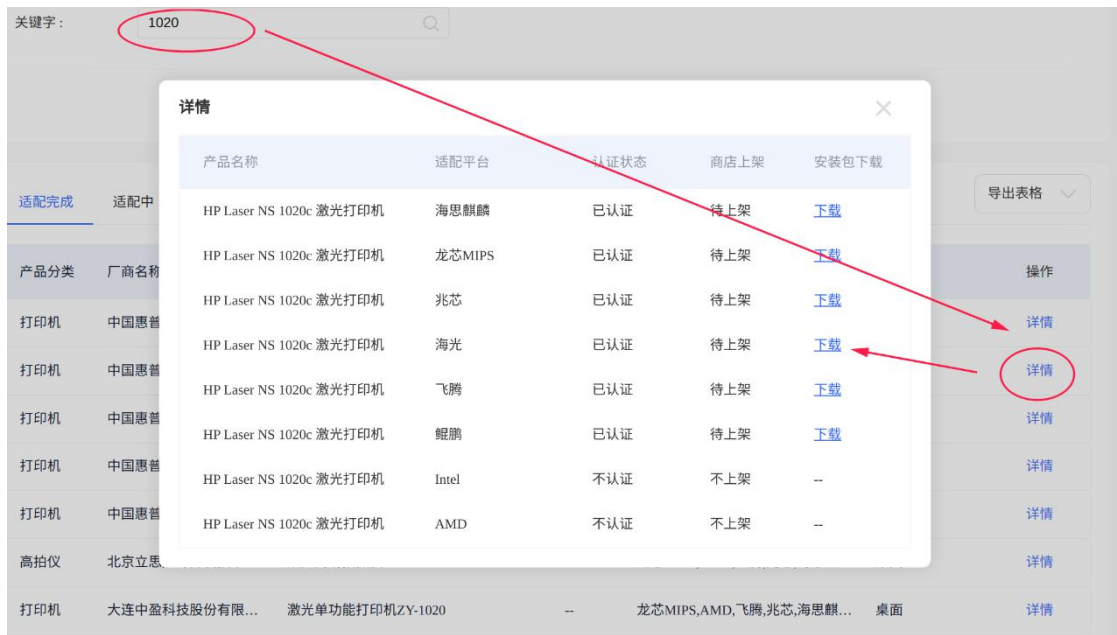 关键字： 1020
详情
产品名称 适配平台 认证状态 商店上架 安装包下载
适配完成 适配中 导出表格
HP Laser NS 1020c 激光打印机 海思麒麟 已认证 待上架 下载
HP Laser NS 1020c 激光打印机 龙芯MIPS 已认证 待上架 下载
产品分类 厂商名称 操作
HP Laser NS 1020c 激光打印机 兆芯 已认证 待上架 下载
打印机 中国惠普 详情
HP Laser NS 1020c 激光打印机 海光 已认证 待上架 下载
打印机 中国惠普 详情
HP Laser NS 1020c 激光打印机 飞腾 已认证 待上架 下载
打印机 中国惠普 详情
HP Laser NS 1020c 激光打印机 鲲鹏 已认证 待上架 下载
打印机 中国惠普 详情
HP Laser NS 1020c 激光打印机 Intel 不认证 不上架 --
打印机 中国惠普 详情
HP Laser NS 1020c 激光打印机 AMD 不认证 不上架 --
高拍仪 北京立思 详情
打印机 大连中盈科技股份有限... 激光单功能打印机ZY-1020 -- 龙芯MIPS,AMD,飞腾,兆芯,海思麒... 桌面 详情